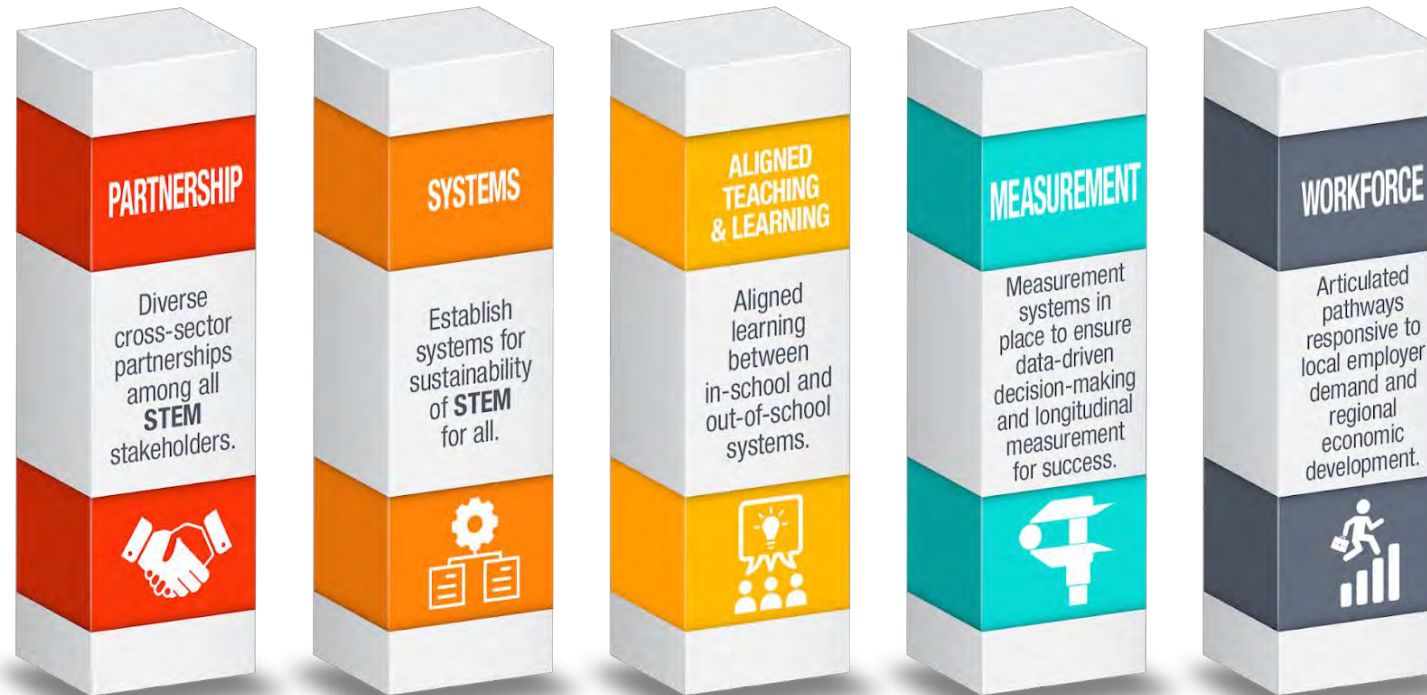 PARTNERSHIP
Diverse
cross-sector
partnerships
among all
STEM
stakeholders.
SYSTEMS
Establish
systems for
sustainability
of STEM
for all.
ALIGNED
TEACHING
& LEARNING
Aligned
learning
between
in-school and
out-of-school
systems.
MEASUREMENT
Measurement
systems in
place to ensure
data-driven
decision-making
and longitudinal
measurement
for success.
WORKFORCE
Articulated
pathways
responsive to
local employer
demand and
regional
economic
development.